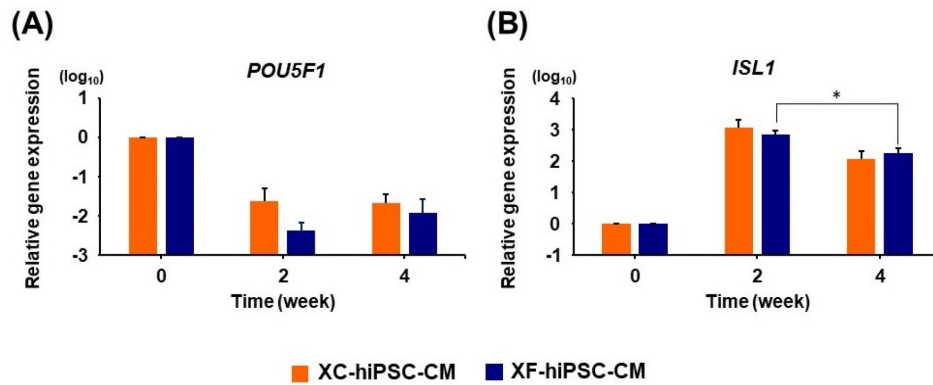 (A)
POU5F1
(log10)
Relative gene expression
1
0
-1
-2
-3
0 2 4
Time (week)
(B)
ISL1
(log10)
Relative gene expression
4
3
2
1
0
-1
*
0 2 4
Time (week)
XC-hiPSC-CM XF-hiPSC-CM